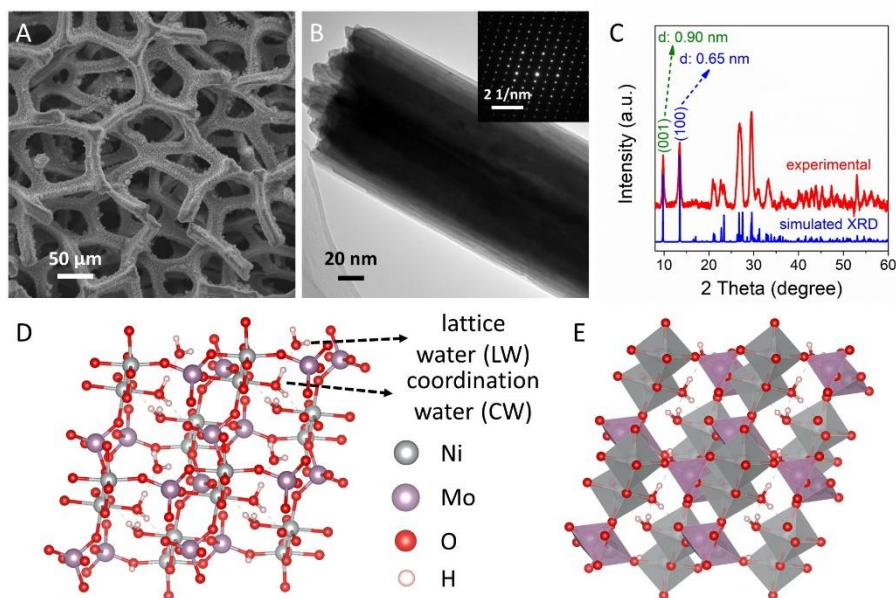 A
50 μm
B
2 1/nm
20 nm
C
d: 0.90 nm
d: 0.65 nm
(001)
(100)
Intensity (a.u.)
experimental
simulated XRD
10 20 30 40 50 60
2 Theta (degree)
D
lattice
water (LW)
coordination
water (CW)
Ni
Mo
O
H
E